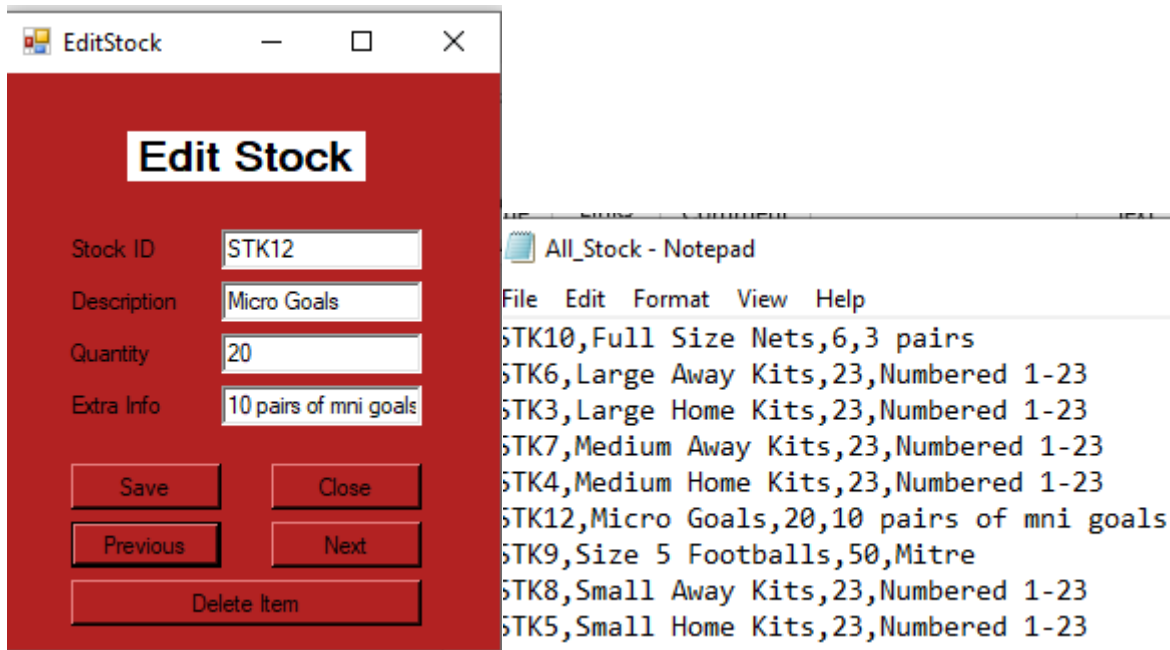 EditStock
Edit Stock
Stock ID STK12
Description Micro Goals
Quantity 20
Extra Info 10 pairs of mni goals
Save Close
Previous Next
Delete Item
All_Stock - Notepad
File Edit Format View Help
STK10,Full Size Nets,6,3 pairs
STK6,Large Away Kits,23,Numbered 1-23
STK3,Large Home Kits,23,Numbered 1-23
STK7,Medium Away Kits,23,Numbered 1-23
STK4,Medium Home Kits,23,Numbered 1-23
STK12,Micro Goals,20,10 pairs of mni goals
STK9,Size 5 Footballs,50,Mitre
STK8,Small Away Kits,23,Numbered 1-23
STK5,Small Home Kits,23,Numbered 1-23